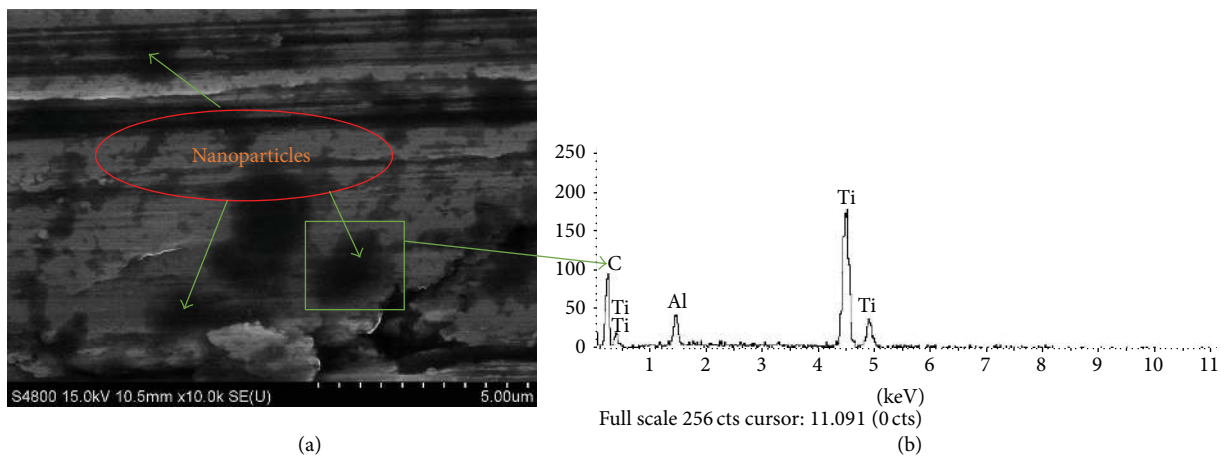 Nanoparticles
S4800 15.0kV 10.5mm x10.0k SE(U)
5.00um
(a)
250
200
150
100
50
0
C
Ti
Ti
Al
Ti
Ti
1 2 3 4 5 6 7 8 9 10 11
(keV)
Full scale 256 cts cursor: 11.091 (0 cts)
(b)